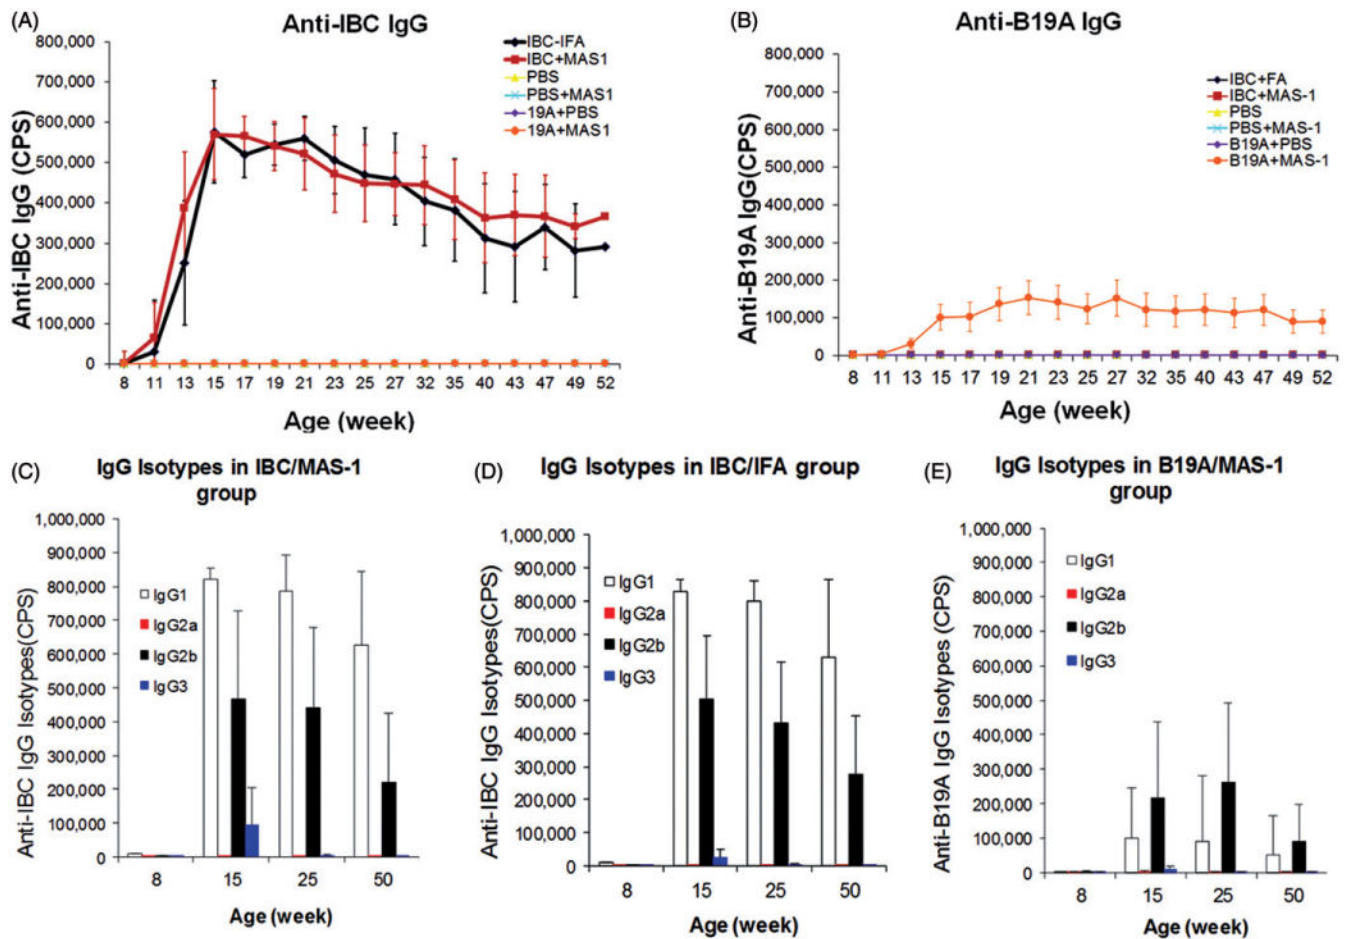 (A)
Anti-IBC IgG
800,000
700,000
600,000
500,000
400,000
300,000
200,000
100,000
0
Anti-IBC IgG (CPS)
IBC-IFA
IBC+MAS1
PBS
PBS+MAS1
19A+PBS
19A+MAS1
8 11 13 15 17 19 21 23 25 27 32 35 40 43 47 49 52
Age (week)
(B)
Anti-B19A IgG
800,000
700,000
600,000
500,000
400,000
300,000
200,000
100,000
0
Anti-B19A IgG(CPS)
IBC+FA
IBC+MAS-1
PBS
PBS+MAS-1
B19A+PBS
B19A+MAS-1
8 11 13 15 17 19 21 23 25 27 32 35 40 43 47 49 52
Age (week)
(C)
IgG Isotypes in IBC/MAS-1
group
1,000,000
900,000
800,000
700,000
600,000
500,000
400,000
300,000
200,000
100,000
0
Anti-IBC IgG Isotypes(CPS)
IgG1
IgG2a
IgG2b
IgG3
8 15 25 50
Age (week)
(D)
IgG Isotypes in IBC/IFA group
1,000,000
900,000
800,000
700,000
600,000
500,000
400,000
300,000
200,000
100,000
0
Anti-IBC IgG Isotypes(CPS)
IgG1
IgG2a
IgG2b
IgG3
8 15 25 50
Age (week)
(E)
IgG Isotypes in B19A/MAS-1
group
1,000,000
900,000
800,000
700,000
600,000
500,000
400,000
300,000
200,000
100,000
0
Anti-B19A IgG Isotypes (CPS)
IgG1
IgG2a
IgG2b
IgG3
8 15 25 50
Age (week)